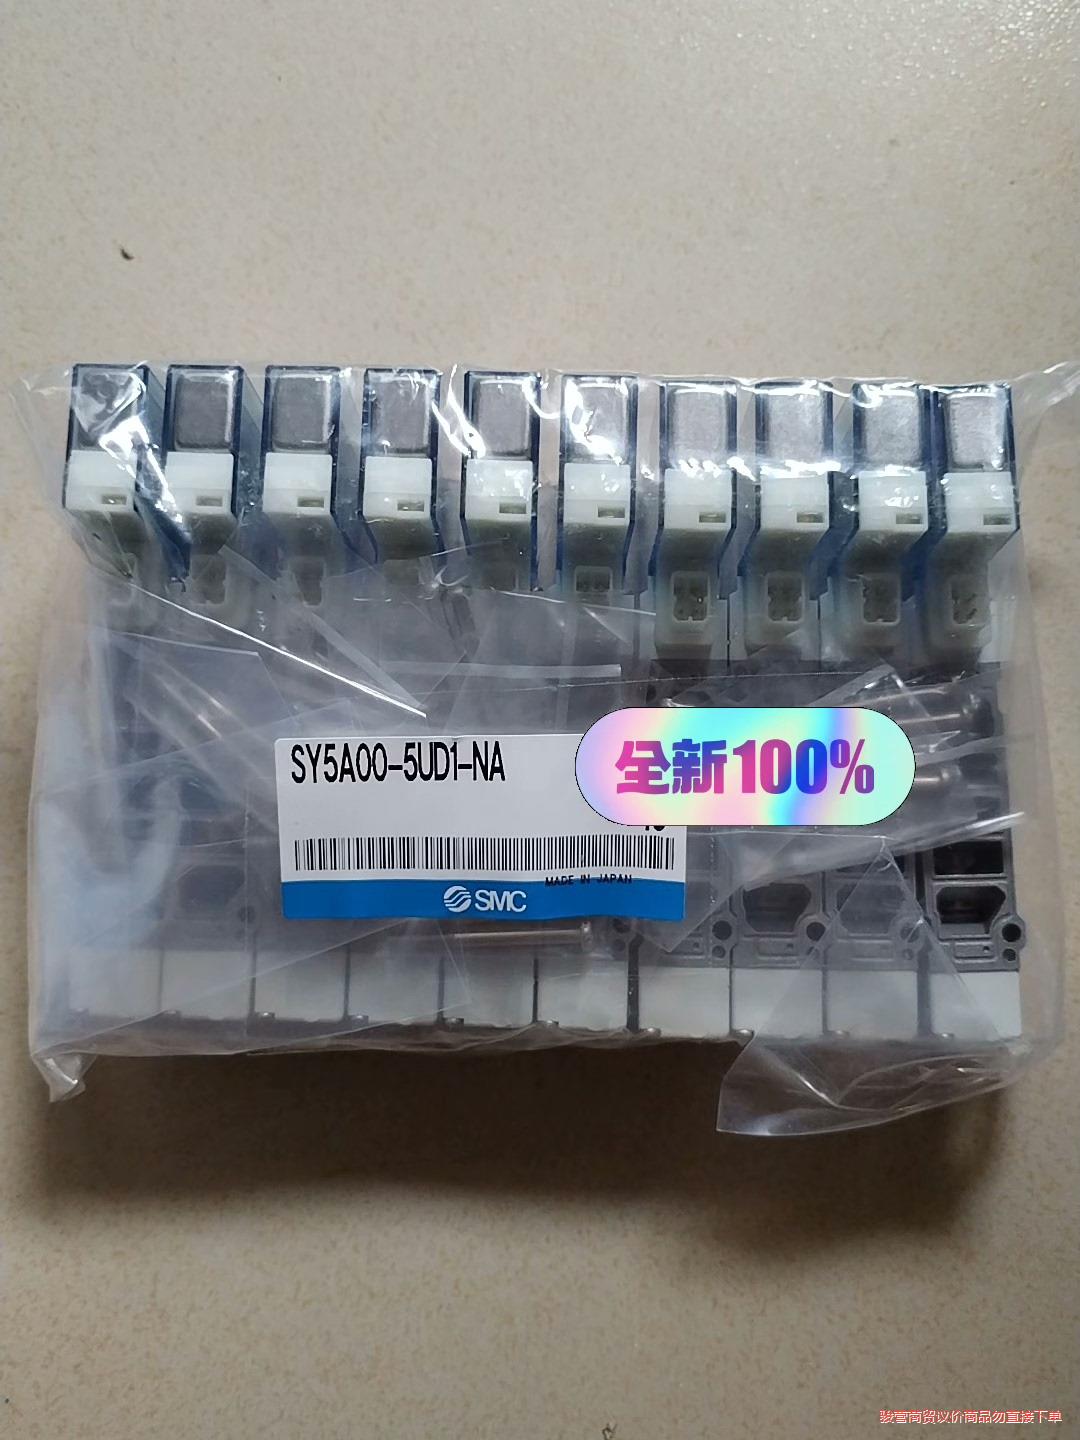 SY5A00-5UD1-NA
全新100%
MADE IN JAPAN
SMC
骏营商贸议价商品勿直接下单